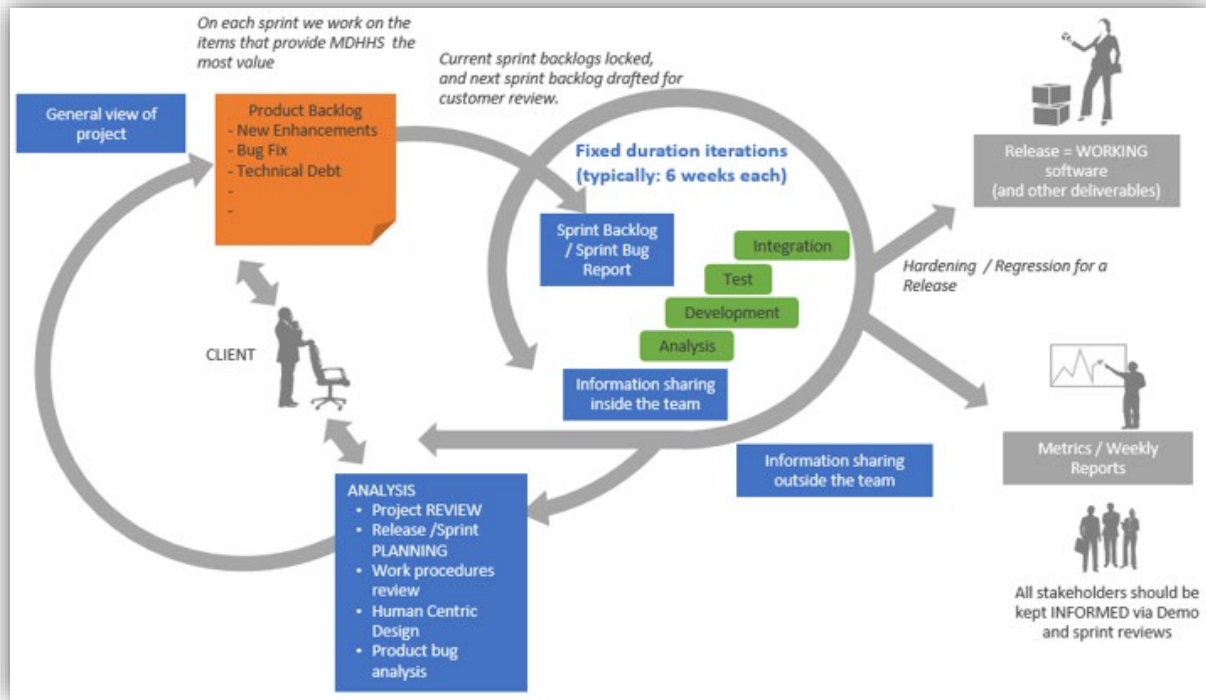 On each sprint we work on the
items that provide MDHHS the
most value
Current sprint backlogs locked,
and next sprint backlog drafted for
customer review.
General view of
project
Product Backlog
- New Enhancements
- Bug Fix
- Technical Debt
-
-
Fixed duration iterations
(typically: 6 weeks each)
Sprint Backlog
/ Sprint Bug
Report
Integration
Test
Development
Analysis
Information sharing
inside the team
Release = WORKING
software
(and other deliverables)
Hardening / Regression for a
Release
CLIENT
Information sharing
outside the team
Metrics / Weekly
Reports
ANALYSIS
• Project REVIEW
• Release /Sprint
PLANNING
• Work procedures
review
• Human Centric
Design
• Product bug
analysis
All stakeholders should be
kept INFORMED via Demo
and sprint reviews